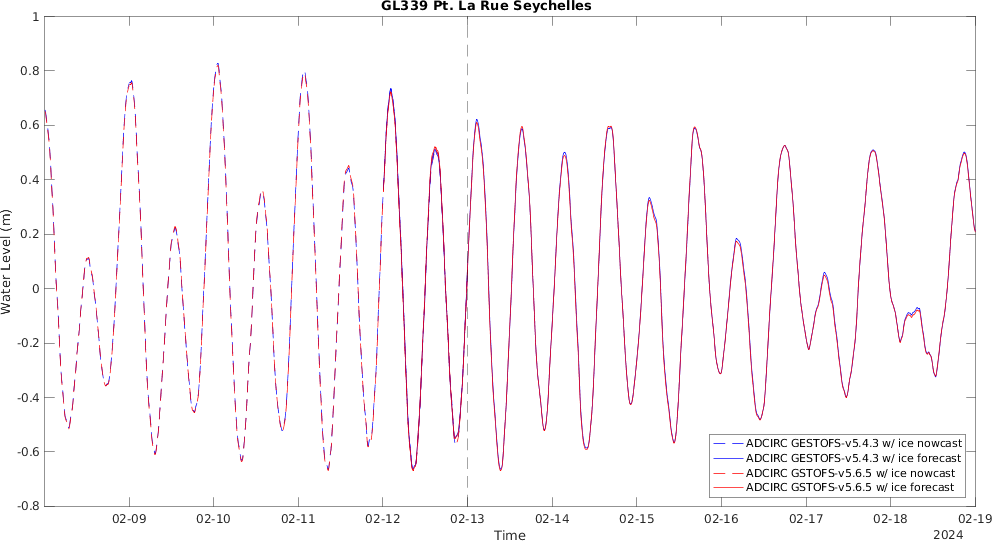 GL339 Pt. La Rue Seychelles
1
0.8
0.6
0.4
0.2
0
-0.2
-0.4
-0.6
-0.8
Water Level (m)
ADCIRC GESTOFS-v5.4.3 w/ ice nowcast
ADCIRC GESTOFS-v5.4.3 w/ ice forecast
ADCIRC GSTOFS-v5.6.5 w/ ice nowcast
ADCIRC GSTOFS-v5.6.5 w/ ice forecast
02-09 02-10 02-11 02-12 02-13 02-14 02-15 02-16 02-17 02-18 02-19
Time 2024